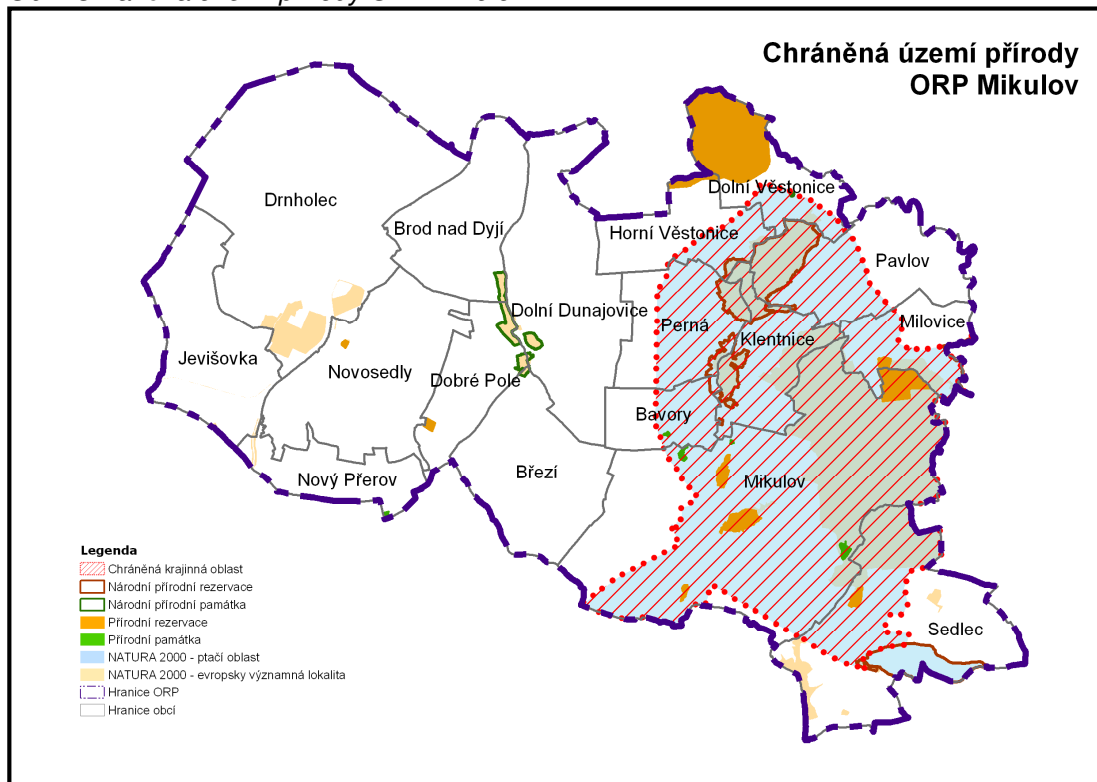 Chráněná území přírody
ORP Mikulov
Dolní Věstonice
Drnholec
Brod nad Dyjí
Horní Věstonice
Pavlov
Dolní Dunajovice
Milovice
Perná
Klentnice
Jevišovka
Novosedly
Dobré Pole
Bavory
Nový Přerov
Březí
Mikulov
Sedlec
Legenda
Chráněná krajinná oblast
Národní přírodní rezervace
Národní přírodní památka
Přírodní rezervace
Přírodní památka
NATURA 2000 - ptačí oblast
NATURA 2000 - evropsky významná lokalita
Hranice ORP
Hranice obcí